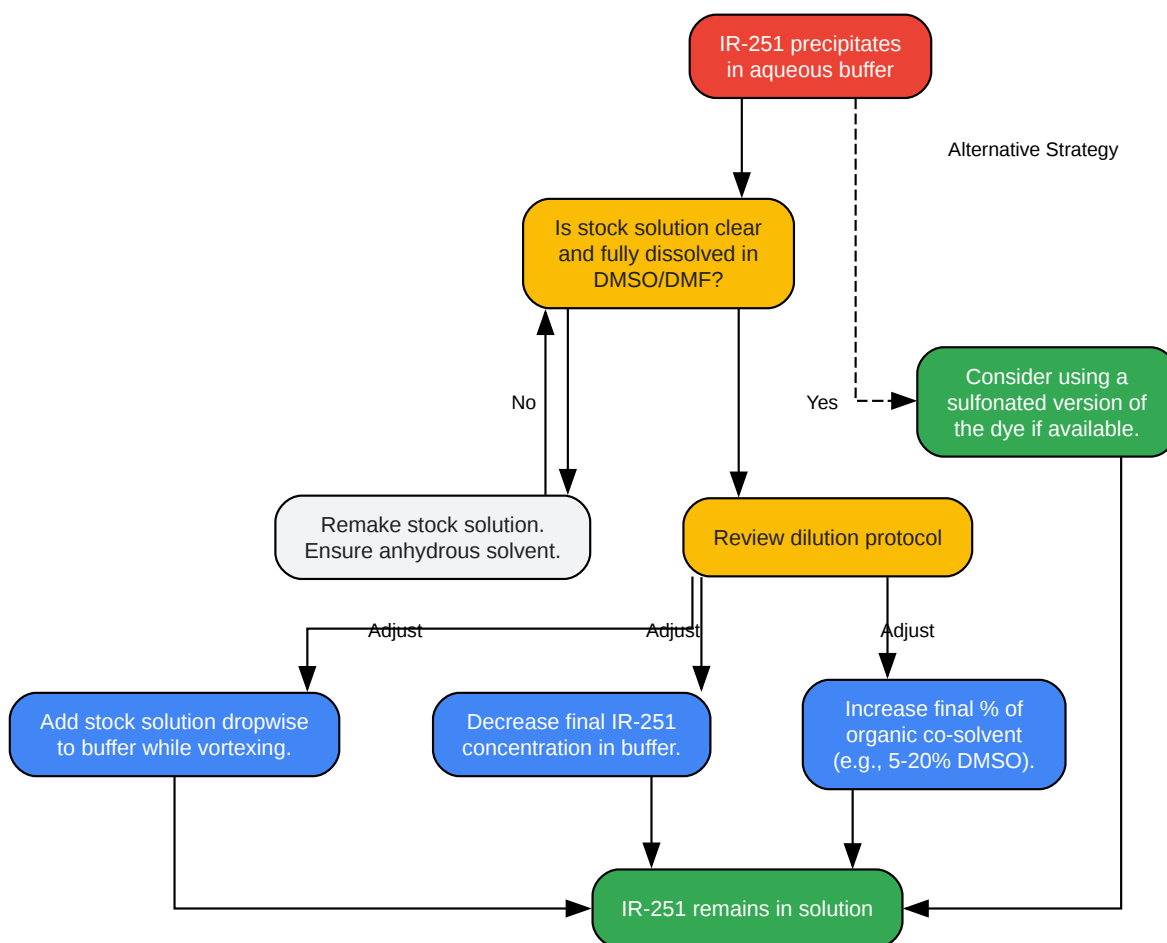 IR-251 precipitates
in aqueous buffer
Alternative Strategy
Is stock solution clear
and fully dissolved in
DMSO/DMF?
Consider using a
sulfonated version of
the dye if available.
No
Yes
Remake stock solution.
Ensure anhydrous solvent.
Review dilution protocol
Adjust
Adjust
Adjust
Add stock solution dropwise
to buffer while vortexing.
Decrease final IR-251
concentration in buffer.
Increase final % of
organic co-solvent
(e.g., 5-20% DMSO).
IR-251 remains in solution